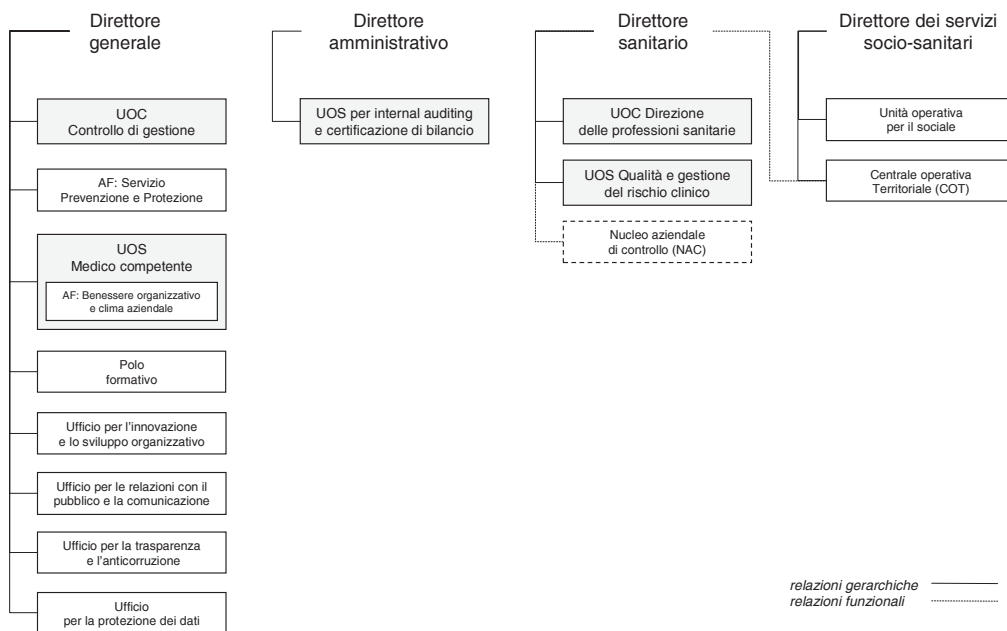 Direttore
generale
UOC
Controllo di gestione
AF: Servizio
Prevenzione e Protezione
UOS
Medico competente
AF: Benessere organizzativo
e clima aziendale
Polo
formativo
Ufficio per l'innovazione
e lo sviluppo organizzativo
Ufficio per le relazioni con il
pubblico e la comunicazione
Ufficio per la trasparenza
e l'anticorruzione
Ufficio
per la protezione dei dati
Direttore
amministrativo
UOS per internal auditing
e certificazione di bilancio
Direttore
sanitario
UOC Direzione
delle professioni sanitarie
UOS Qualità e gestione
del rischio clinico
Nucleo aziendale
di controllo (NAC)
Direttore dei servizi
socio-sanitari
Unità operativa
per il sociale
Centrale operativa
Territoriale (COT)
relazioni gerarchiche
relazioni funzionali